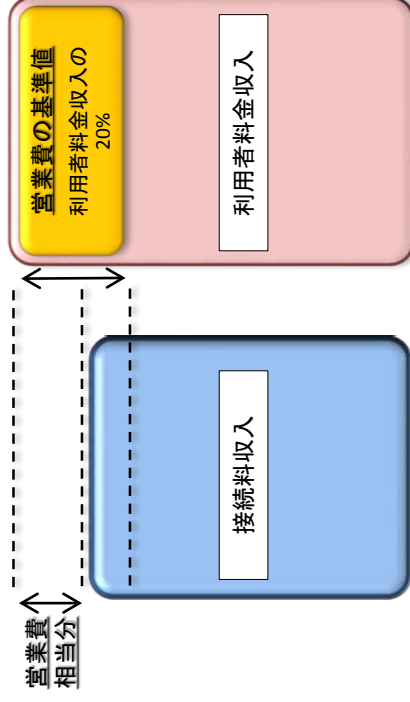 営業費
相当分
接続料収入
営業費の基準値
利用者料金収入の
20%
利用者料金収入